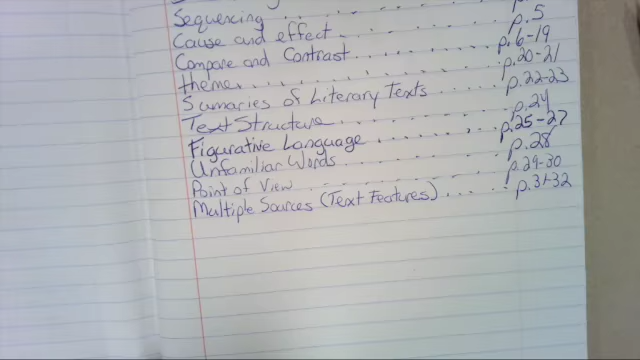 Sequencing . . . . . . . p.
Cause and effect . . . . . . . . p.5
Compare and Contrast . . . . . . . . p.6-19
theme . . . . . . . . . . . p.20-21
Summaries of Literary Texts . . . . . . p.22-23
Text Structure . . . . . . . . . p.24
Figurative Language . . . . . . . . p.25-27
Unfamiliar Words . . . . . . . . . p.28
Point of View . . . . . . . . . p.29-30
Multiple Sources (Text Features) . . . . . p.31-32